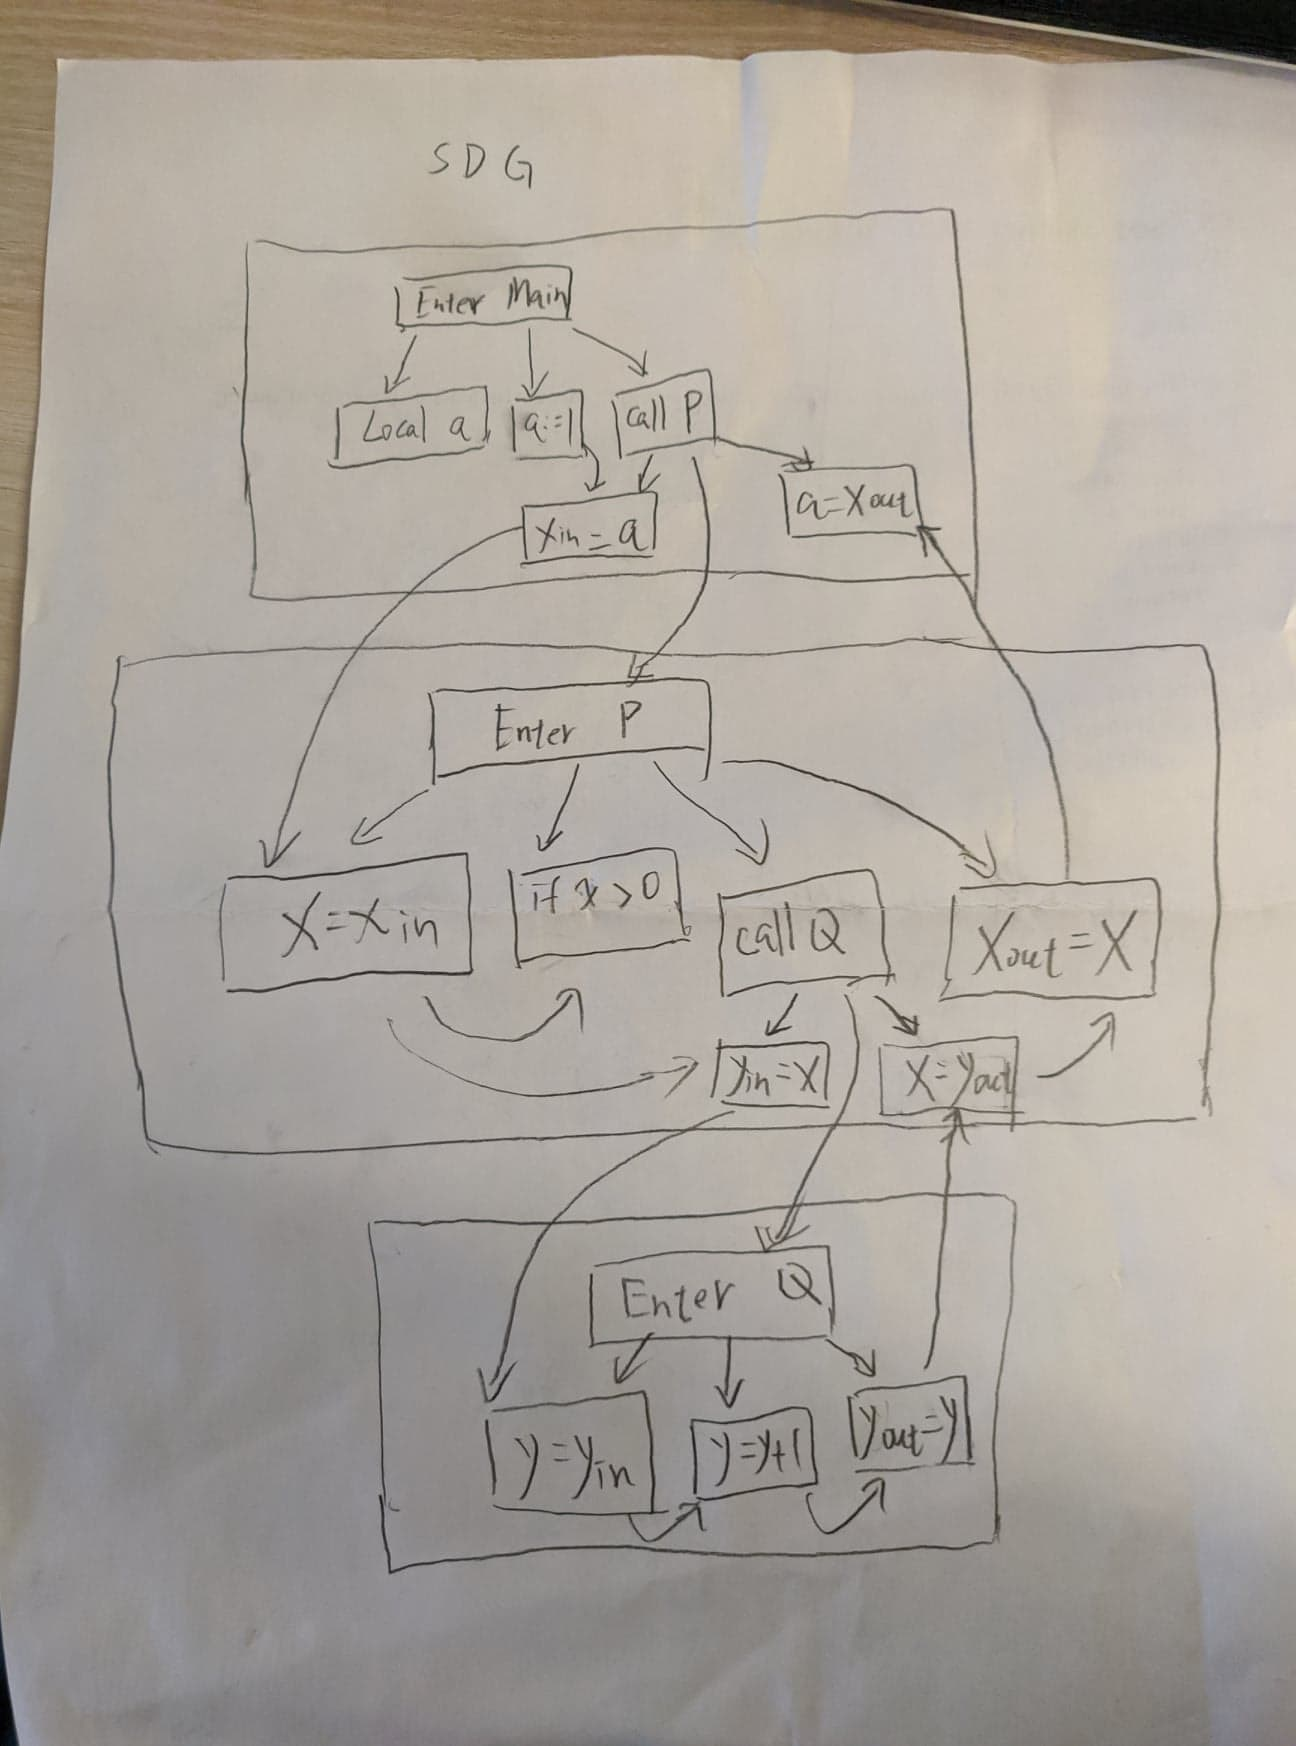 SDG
Enter Main
Local a
a:=1
call P
Xin = a
a=Xout
Enter P
X=Xin
if x>0
call Q
Xout=X
yin=X
X=yout
Enter Q
y=yin
y=y+1
yout=y